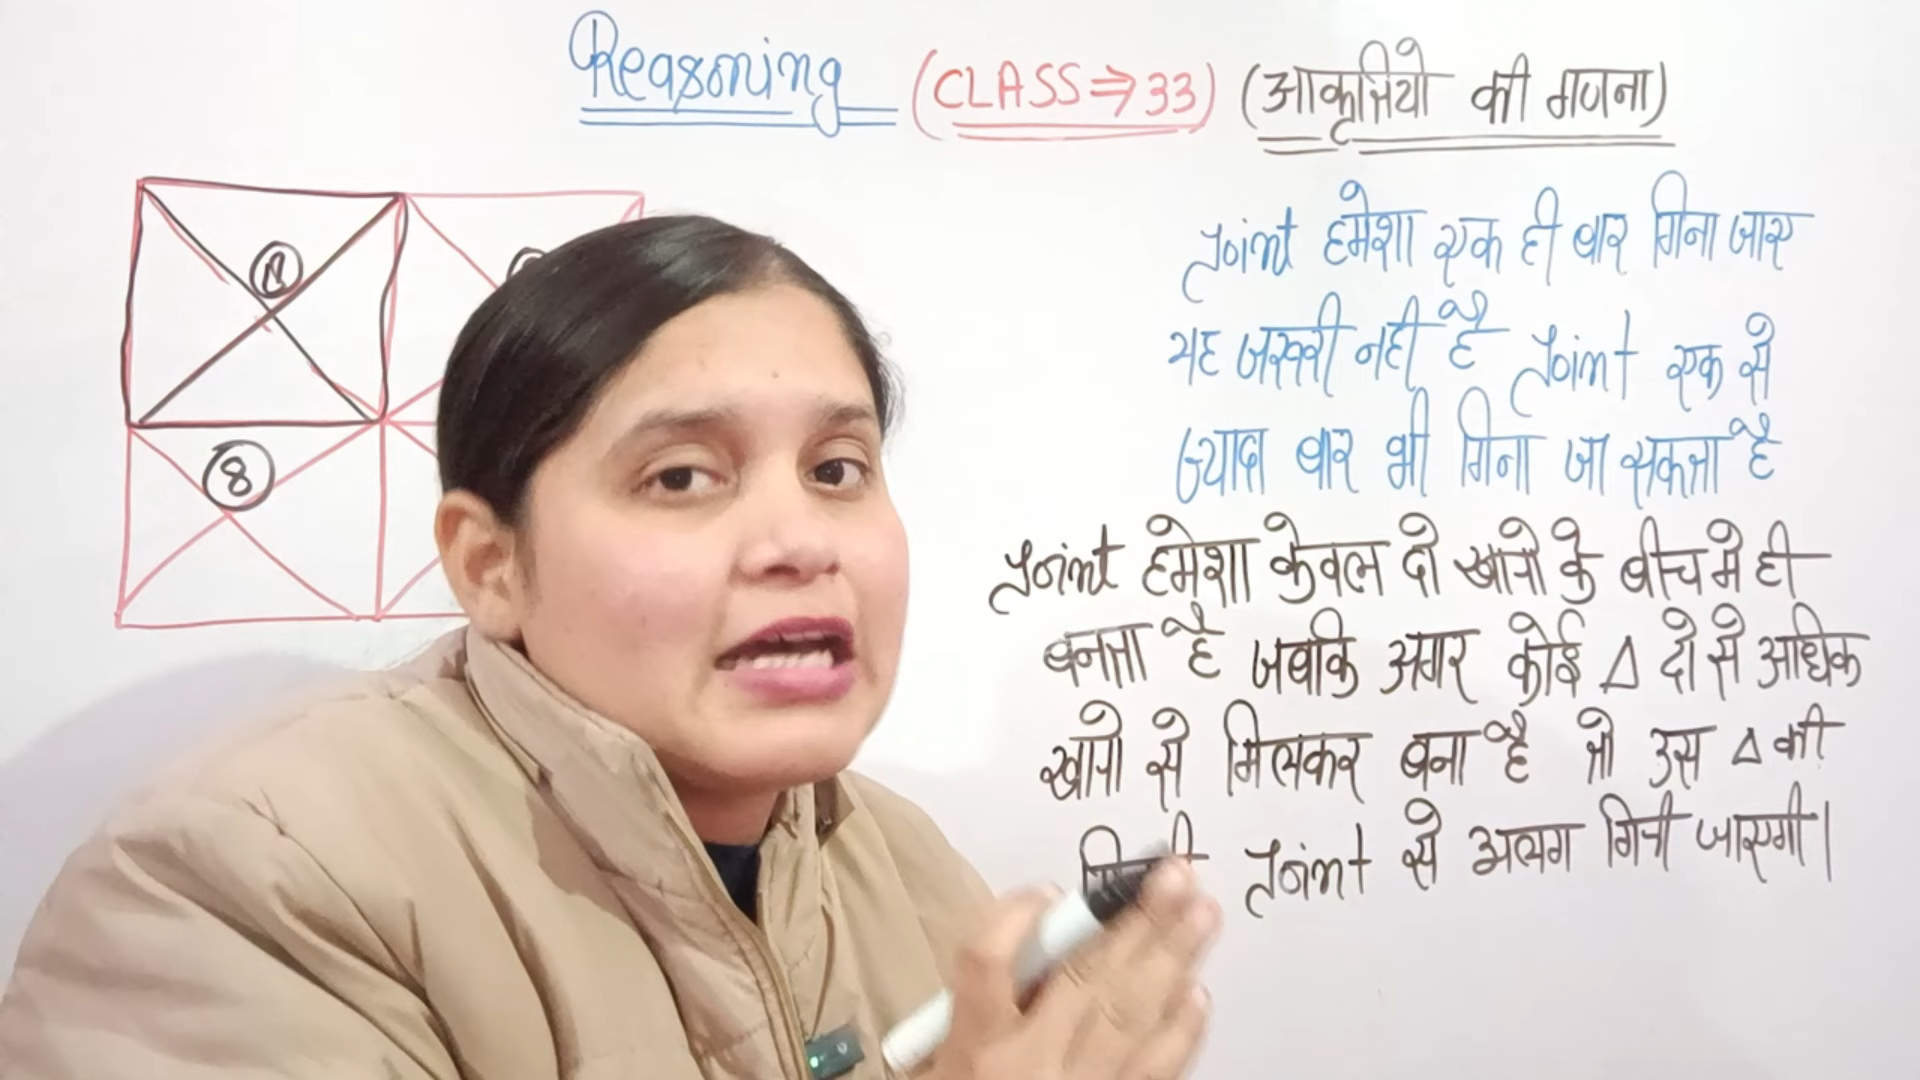 Reasoning (CLASS⇒33) (आकृतियो की गणना)
Joint हमेशा एक ही बार गिना जाए
यह जरूरी नही है Joint एक से
ज्यादा बार भी गिना जा सकता है
Joint हमेशा केवल दो खानो के बीच मे ही
बनता है जबकि अगर कोई Δ दो से अधिक
खानो से मिलकर बना है तो उस Δ की
Joint से अलग गिनी जाएगी।
8